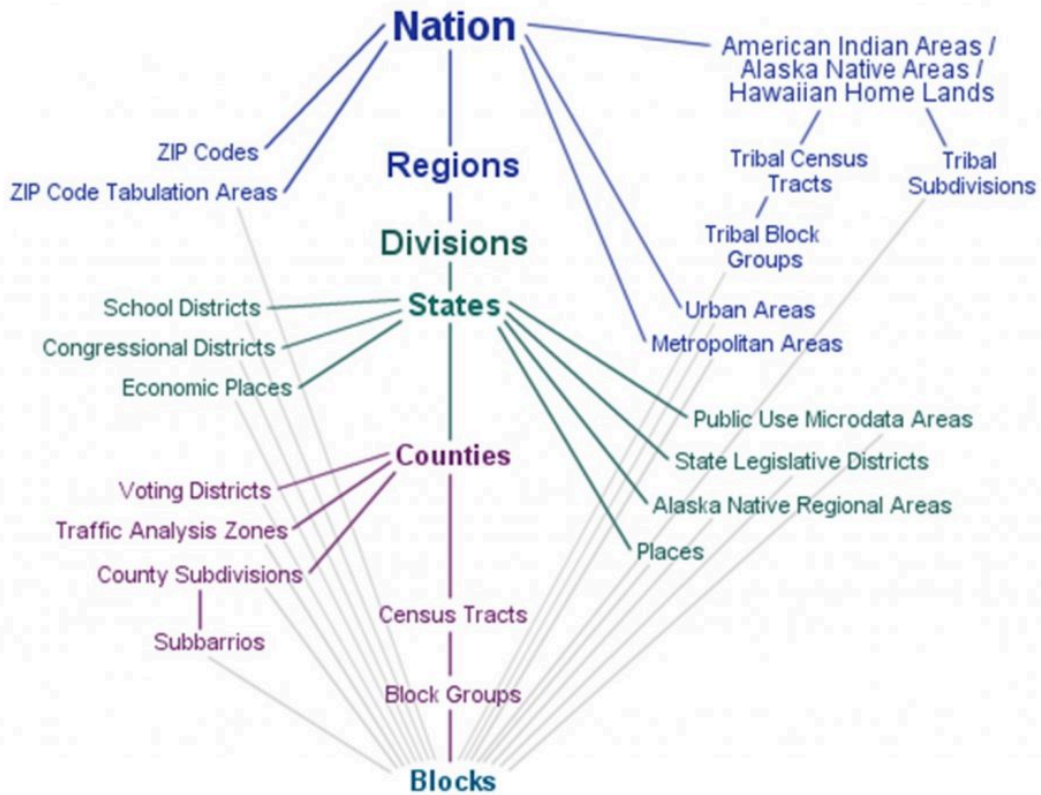 Nation
American Indian Areas /
Alaska Native Areas /
Hawaiian Home Lands
ZIP Codes
ZIP Code Tabulation Areas
Regions
Tribal Census
Tracts
Tribal
Subdivisions
Divisions
Tribal Block
Groups
School Districts
States
Urban Areas
Congressional Districts
Metropolitan Areas
Economic Places
Public Use Microdata Areas
Counties
State Legislative Districts
Voting Districts
Alaska Native Regional Areas
Traffic Analysis Zones
Places
County Subdivisions
Census Tracts
Subbarrios
Block Groups
Blocks